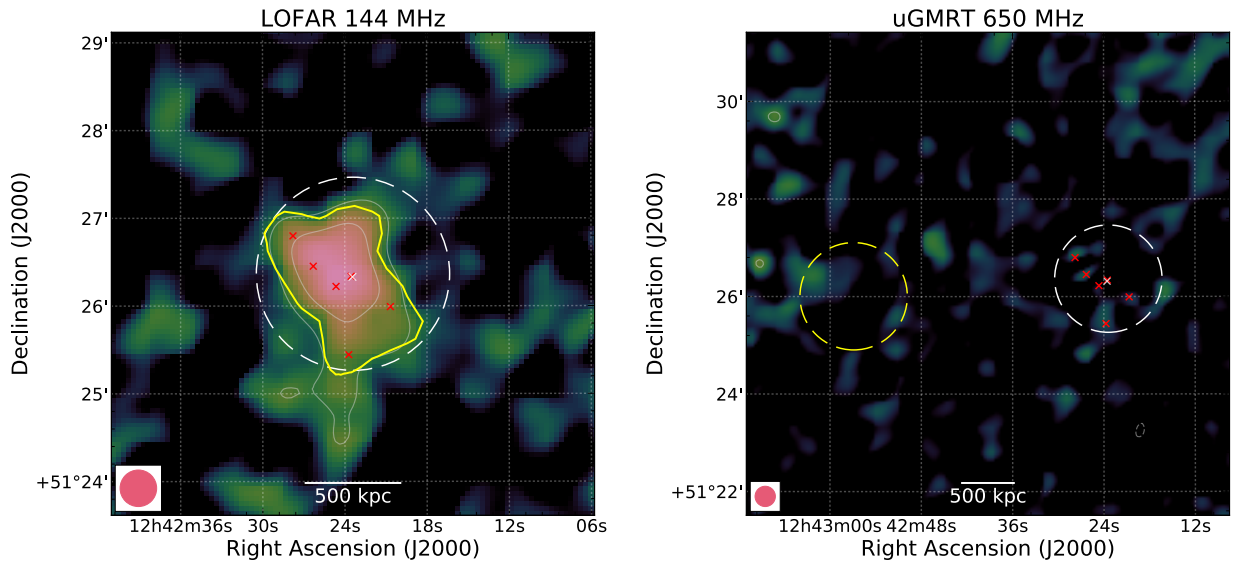 LOFAR 144 MHz
29'
28'
27'
26'
25'
+51°24'
Declination (J2000)
500 kpc
12h42m36s 30s 24s 18s 12s 06s
Right Ascension (J2000)
uGMRT 650 MHz
30'
28'
26'
24'
+51°22'
Declination (J2000)
500 kpc
12h43m00s 42m48s 36s 24s 12s
Right Ascension (J2000)